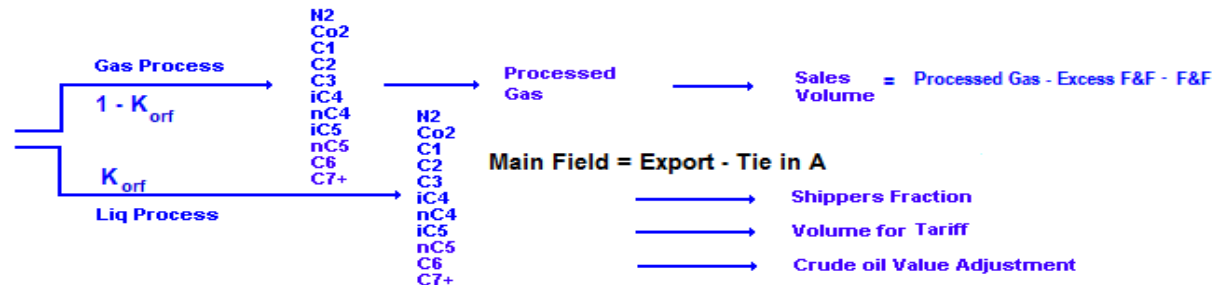 N2
Co2
C1
C2
C3
iC4
nC4
iC5
nC5
C6
C7+
Gas Process
1 - Korf
Processed
Gas
Sales
Volume
= Processed Gas - Excess F&F - F&F
Korf
Liq Process
N2
Co2
C1
C2
C3
iC4
nC4
iC5
nC5
C6
C7+
Main Field = Export - Tie in A
Shippers Fraction
Volume for Tariff
Crude oil Value Adjustment